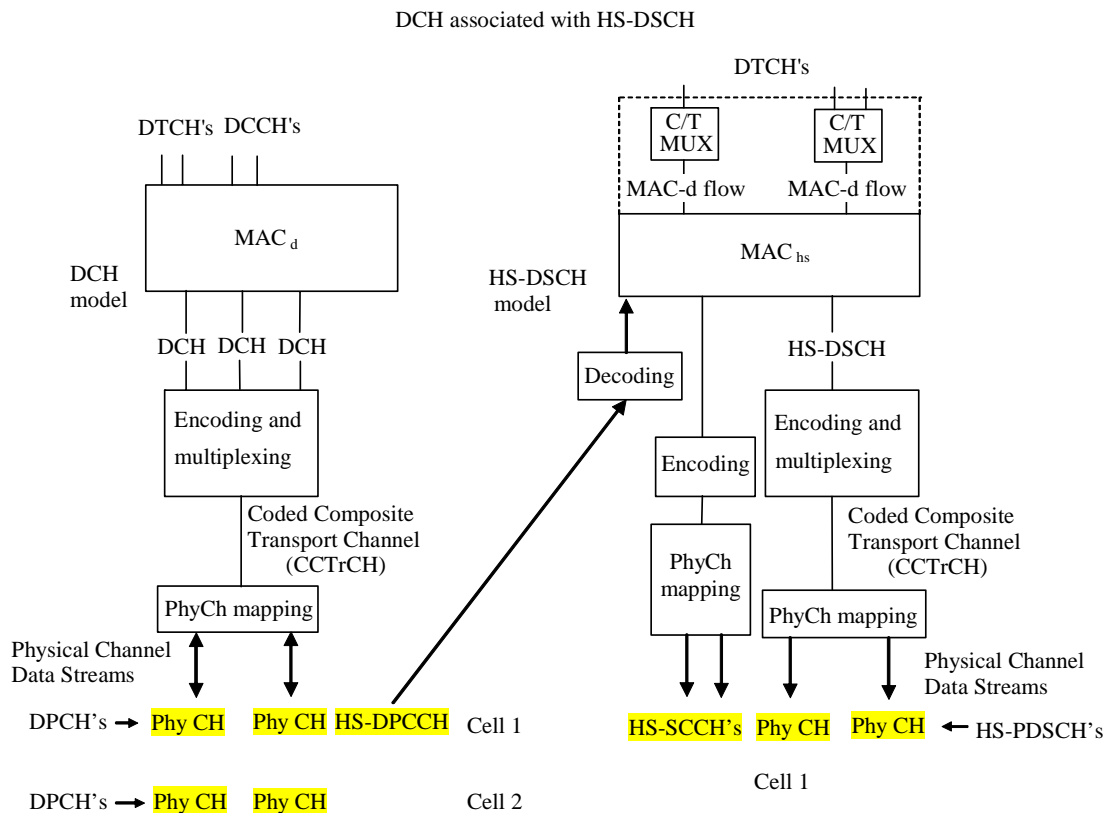 DCH associated with HS-DSCH
DTCH's
DCCH's
MAC d
DCH
model
DCH
DCH
DCH
Encoding and
multiplexing
Coded Composite
Transport Channel
(CCTrCH)
PhyCh mapping
Physical Channel
Data Streams
DPCH's
Phy CH
Phy CH
HS-DPCCH
Cell 1
DPCH's
Phy CH
Phy CH
Cell 2
DTCH's
C/T
MUX
C/T
MUX
MAC-d flow
MAC-d flow
MAC hs
HS-DSCH
model
Decoding
HS-DSCH
Encoding
Encoding and
multiplexing
PhyCh
mapping
Coded Composite
Transport Channel
(CCTrCH)
PhyCh mapping
Physical Channel
Data Streams
HS-SCCH's
Phy CH
Phy CH
HS-PDSCH's
Cell 1